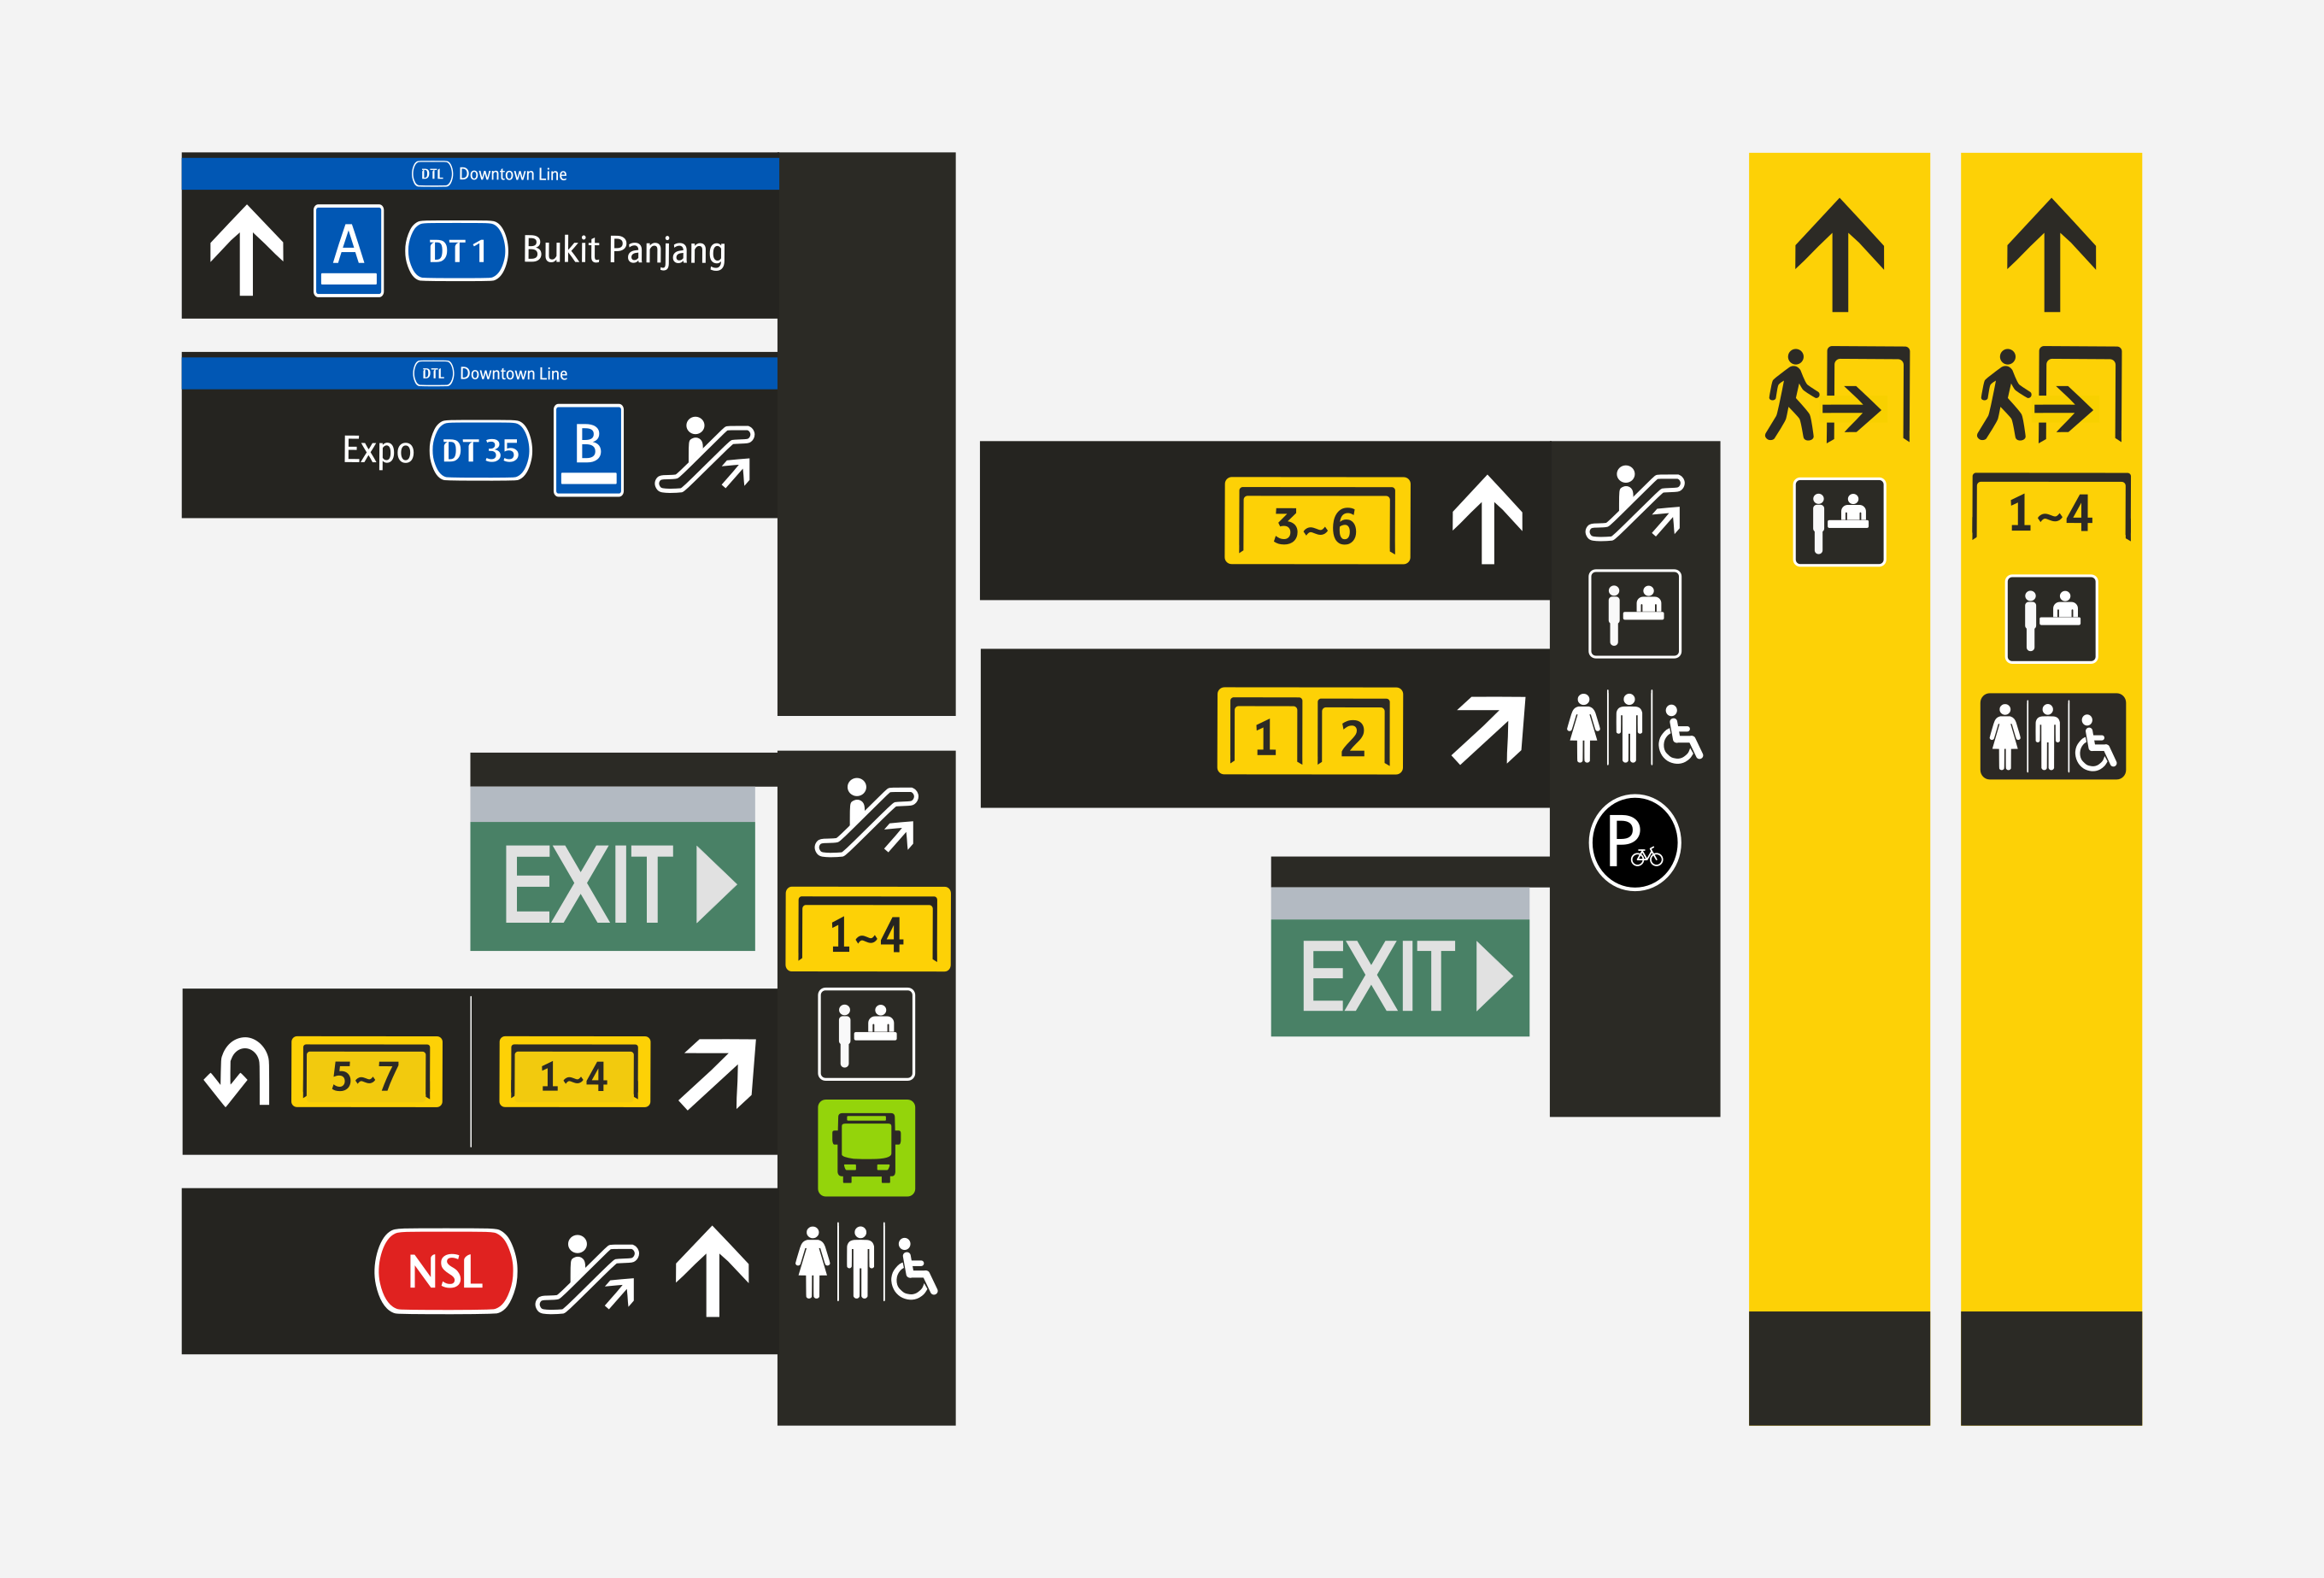 DTL Downtown Line
A DT 1 Bukit Panjang
DTL Downtown Line
Expo DT 35 B
EXIT
1~4
5~7 1~4
NSL
3~6
1 2
P
EXIT
1~4